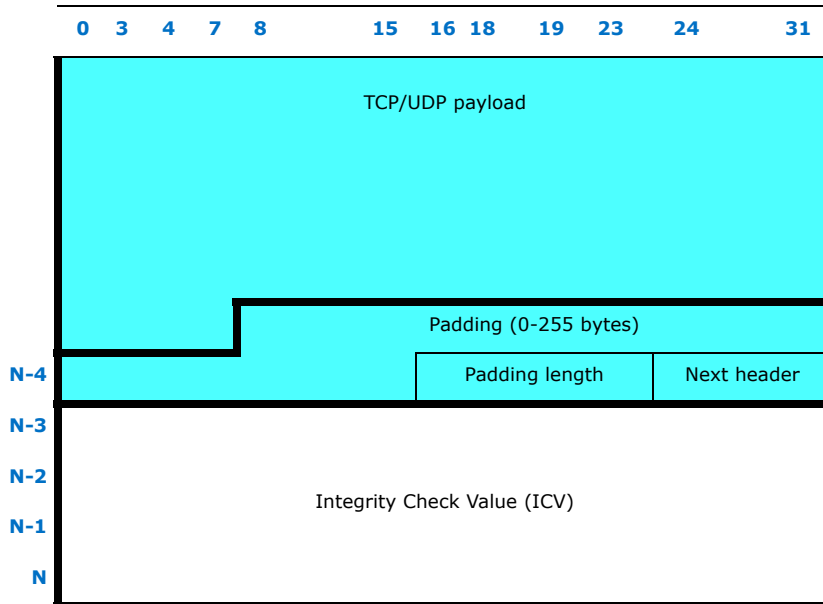 0 3 4 7 8 15 16 18 19 23 24 31
TCP/UDP payload
Padding (0-255 bytes)
N-4 Padding length Next header
N-3
N-2
Integrity Check Value (ICV)
N-1
N